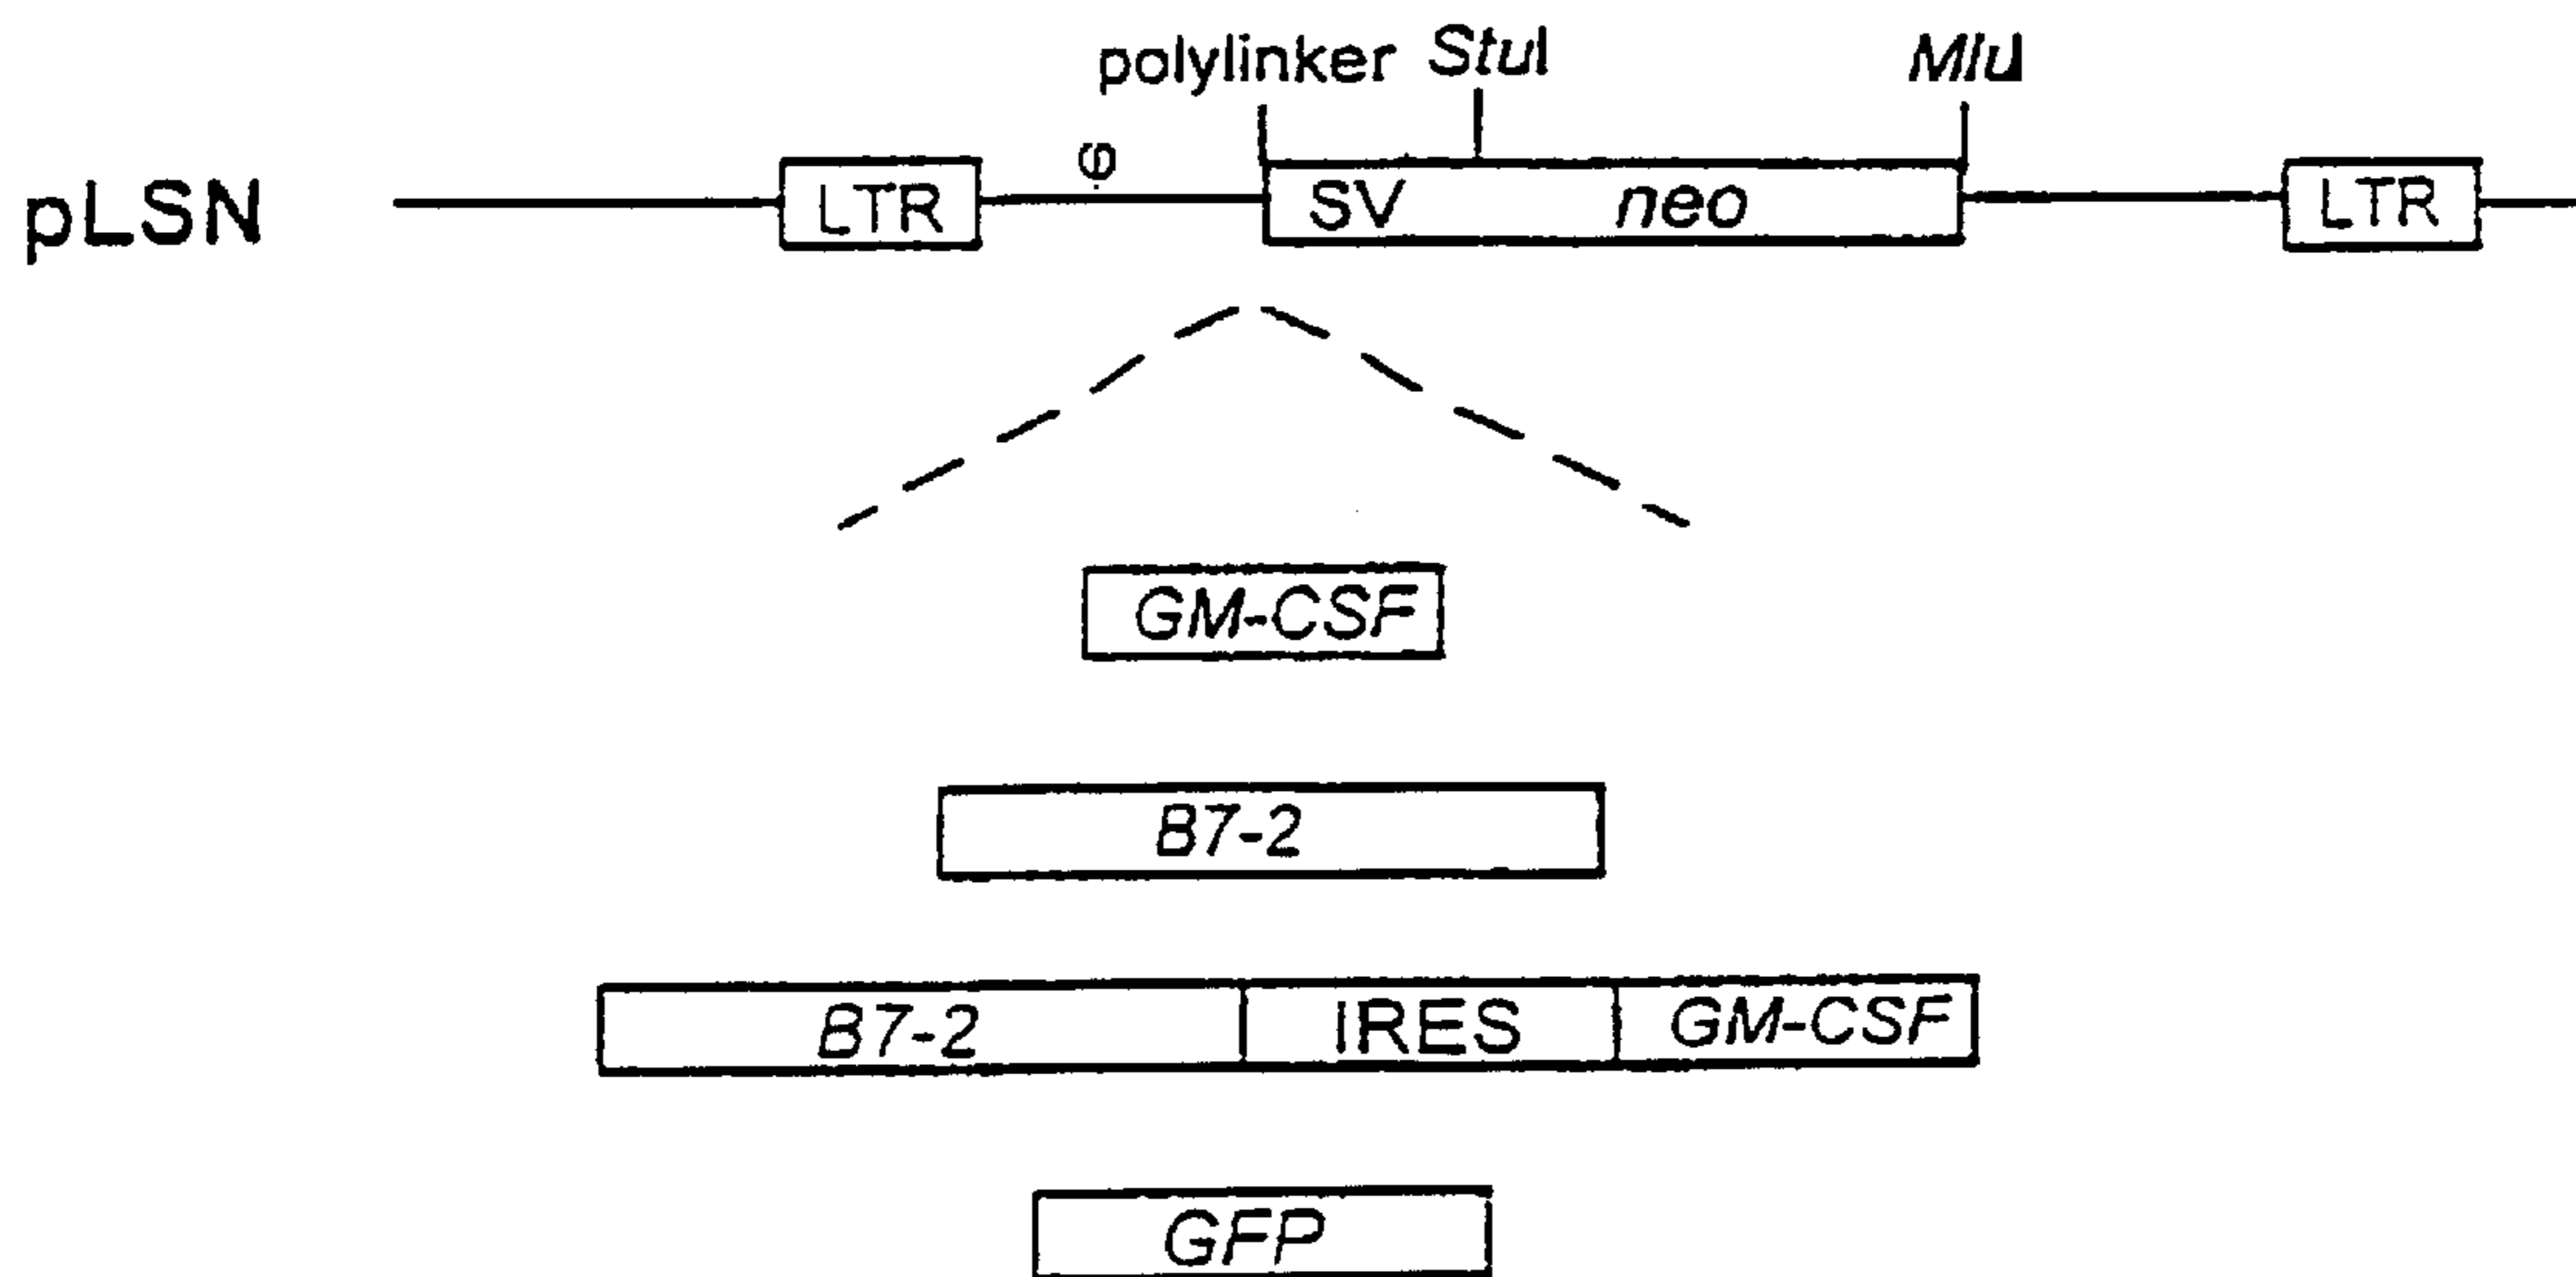 polylinker StuI MluI
φ
pLSN LTR SV neo LTR
GM-CSF
B7-2
B7-2 IRES GM-CSF
GFP